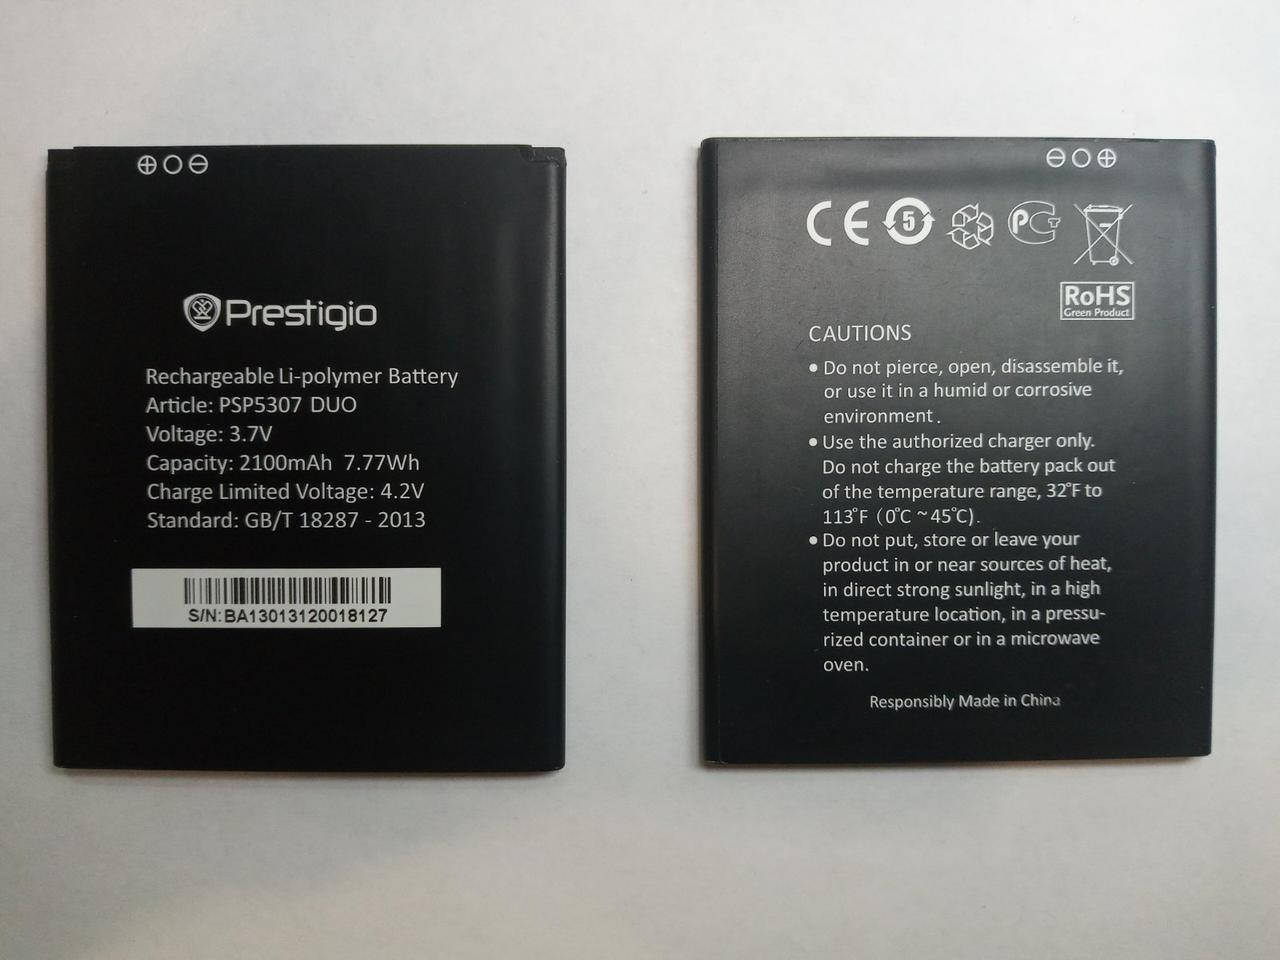 Prestigio
Rechargeable Li-polymer Battery
Article: PSP5307 DUO
Voltage: 3.7V
Capacity: 2100mAh 7.77Wh
Charge Limited Voltage: 4.2V
Standard: GB/T 18287 - 2013
S/N:BA13013120018127
CE 5 PCT
RoHS
Green Product
CAUTIONS
• Do not pierce, open, disassemble it,
or use it in a humid or corrosive
environment.
• Use the authorized charger only.
Do not charge the battery pack out
of the temperature range, 32°F to
113°F (0°C ~ 45°C).
• Do not put, store or leave your
product in or near sources of heat,
in direct strong sunlight, in a high
temperature location, in a pressu-
rized container or in a microwave
oven.
Responsibly Made in China